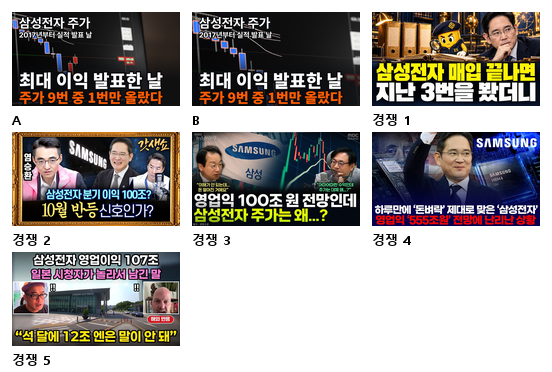 삼성전자 주가
2017년부터 실적 발표 날
최대 이익 발표한 날
주가 9번 중 1번만 올랐다
A
삼성전자 주가
2017년부터 실적 발표 날
최대 이익 발표한 날
주가 9번 중 1번만 올랐다
B
삼성전자 매입 끝나면
지난 3번을 봤더니
경쟁 1
염승환
SAMSUNG
삼성전자 분기 이익 100조?
10월 반등 신호인가?
경쟁 2
SAMSUNG
삼성
영업익 100조 원 전망인데
삼성전자 주가는 왜...?
경쟁 3
SAMSUNG
하루만에 '돈벼락' 제대로 맞은 '삼성전자'
영업익 '555조원' 전망에 난리난 상황
경쟁 4
삼성전자 영업이익 107조
일본 시청자가 놀라서 남긴 말
!!
!!
해외 반응
"석 달에 12조 엔은 말이 안 돼"
경쟁 5